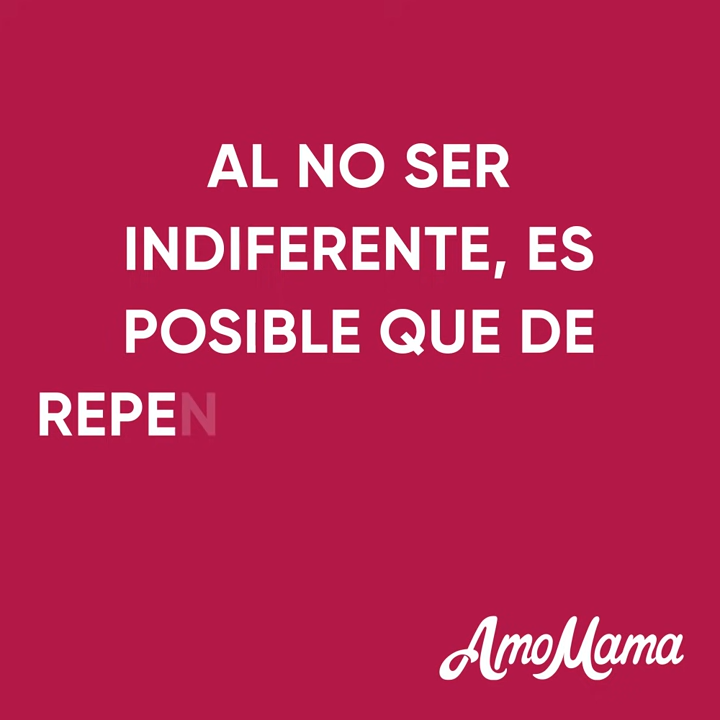 AL NO SER
INDIFERENTE, ES
POSIBLE QUE DE
REPEN
AmoMama